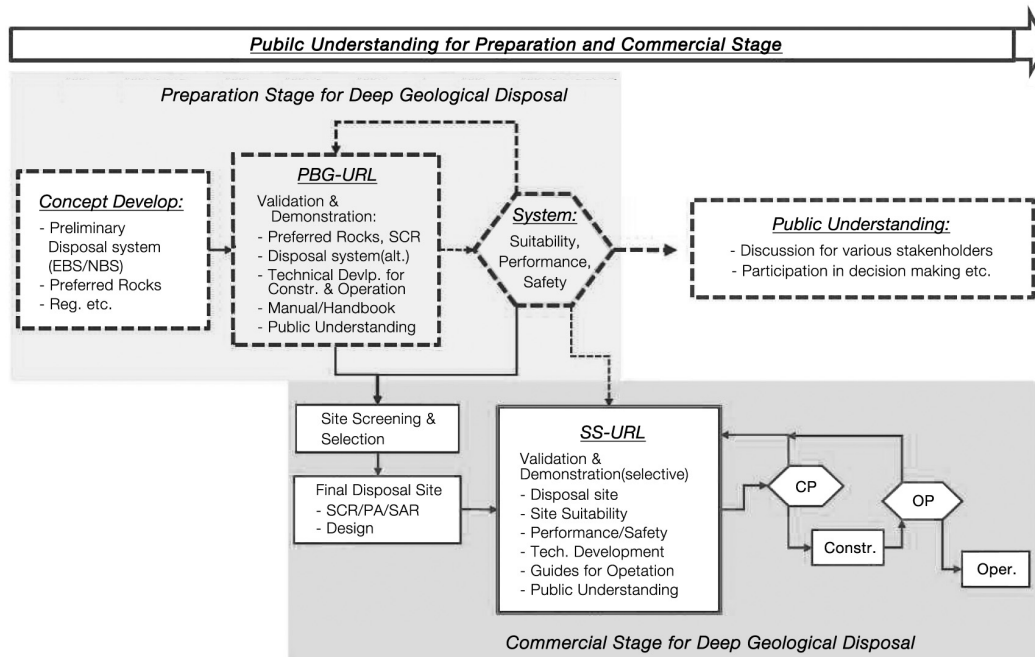 Pubilc Understanding for Preparation and Commercial Stage
Preparation Stage for Deep Geological Disposal
Concept Develop:
- Preliminary
Disposal system
(EBS/NBS)
- Preferred Rocks
- Reg. etc.
PBG-URL
Validation &
Demonstration:
- Preferred Rocks, SCR
- Disposal system(alt.)
- Technical Devlp. for
Constr. & Operation
- Manual/Handbook
- Public Understanding
System:
Suitability,
Performance,
Safety
Public Understanding:
- Discussion for various stakeholders
- Participation in decision making etc.
Site Screening &
Selection
Final Disposal Site
- SCR/PA/SAR
- Design
SS-URL
Validation &
Demonstration(selective)
- Disposal site
- Site Suitability
- Performance/Safety
- Tech. Development
- Guides for Opetation
- Public Understanding
CP
Constr.
OP
Oper.
Commercial Stage for Deep Geological Disposal